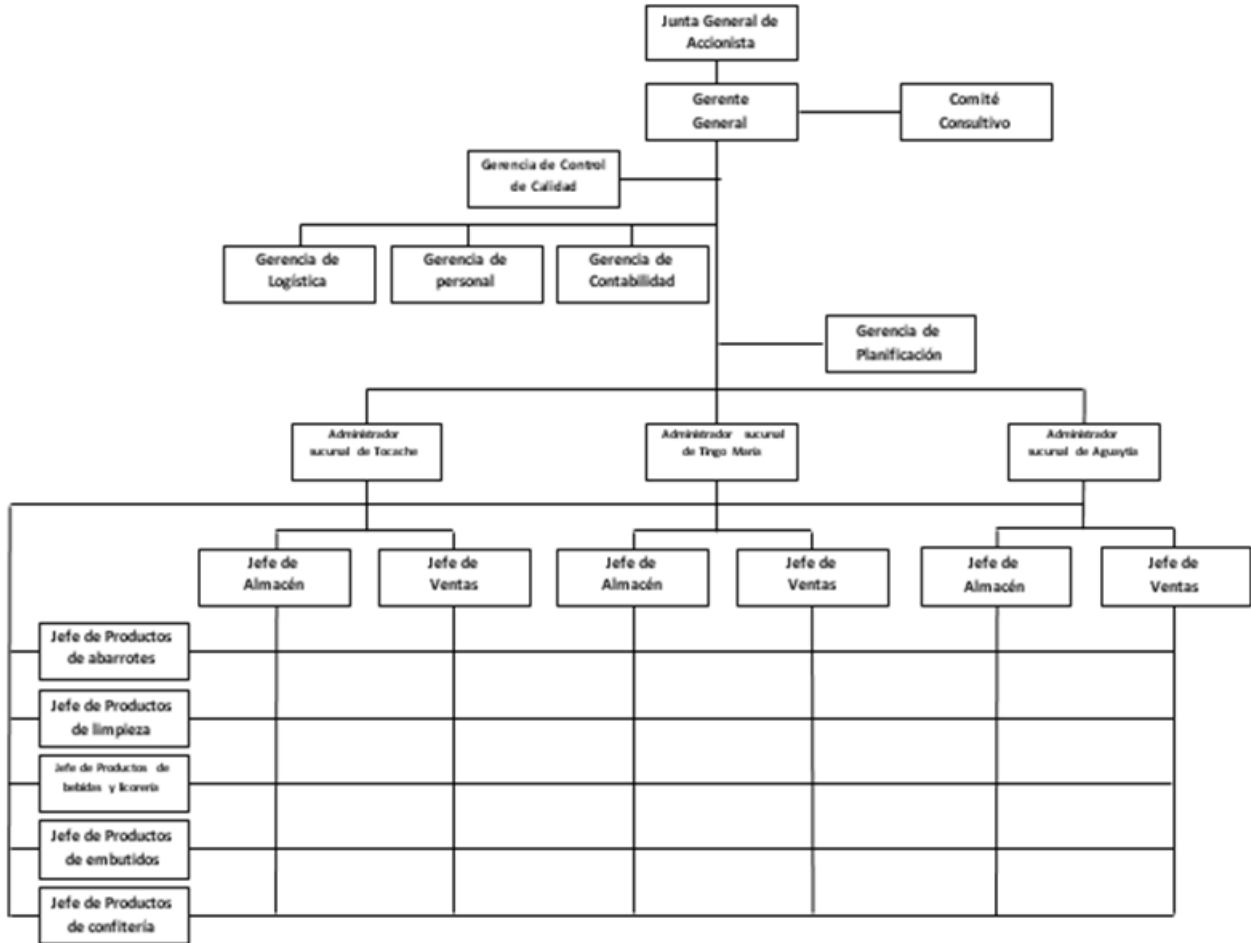 Junta General de
Accionista
Gerente
General
Comité
Consultivo
Gerencia de Control
de Calidad
Gerencia de
Logística
Gerencia de
personal
Gerencia de
Contabilidad
Gerencia de
Planificación
Administrador
sucursal de Tocache
Administrador sucursal
de Tingo María
Administrador
sucursal de Aguaytía
Jefe de
Almacén
Jefe de
Ventas
Jefe de
Almacén
Jefe de
Ventas
Jefe de
Almacén
Jefe de
Ventas
Jefe de Productos
de abarrotes
Jefe de Productos
de limpieza
Jefe de Productos de
bebidas y licorería
Jefe de Productos
de embutidos
Jefe de Productos
de confitería